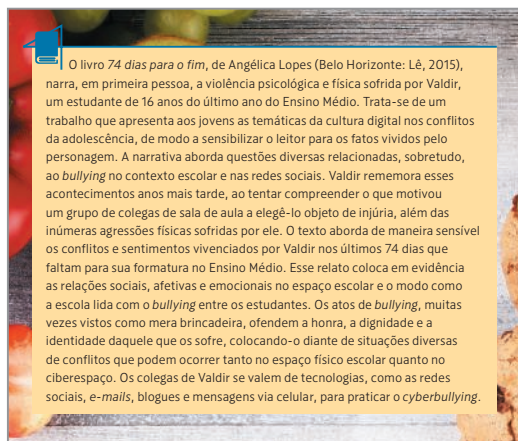 O livro 74 dias para o fim, de Angélica Lopes (Belo Horizonte: Lê, 2015),
narra, em primeira pessoa, a violência psicológica e física sofrida por Valdir,
um estudante de 16 anos do último ano do Ensino Médio. Trata-se de um
trabalho que apresenta aos jovens as temáticas da cultura digital nos conflitos
da adolescência, de modo a sensibilizar o leitor para os fatos vividos pelo
personagem. A narrativa aborda questões diversas relacionadas, sobretudo,
ao bullying no contexto escolar e nas redes sociais. Valdir rememora esses
acontecimentos anos mais tarde, ao tentar compreender o que motivou
um grupo de colegas de sala de aula a elegê-lo objeto de injúria, além das
inúmeras agressões físicas sofridas por ele. O texto aborda de maneira sensível
os conflitos e sentimentos vivenciados por Valdir nos últimos 74 dias que
faltam para sua formatura no Ensino Médio. Esse relato coloca em evidência
as relações sociais, afetivas e emocionais no espaço escolar e o modo como
a escola lida com o bullying entre os estudantes. Os atos de bullying, muitas
vezes vistos como mera brincadeira, ofendem a honra, a dignidade e a
identidade daquele que os sofre, colocando-o diante de situações diversas
de conflitos que podem ocorrer tanto no espaço físico escolar quanto no
ciberespaço. Os colegas de Valdir se valem de tecnologias, como as redes
sociais, e-mails, blogues e mensagens via celular, para praticar o cyberbullying.